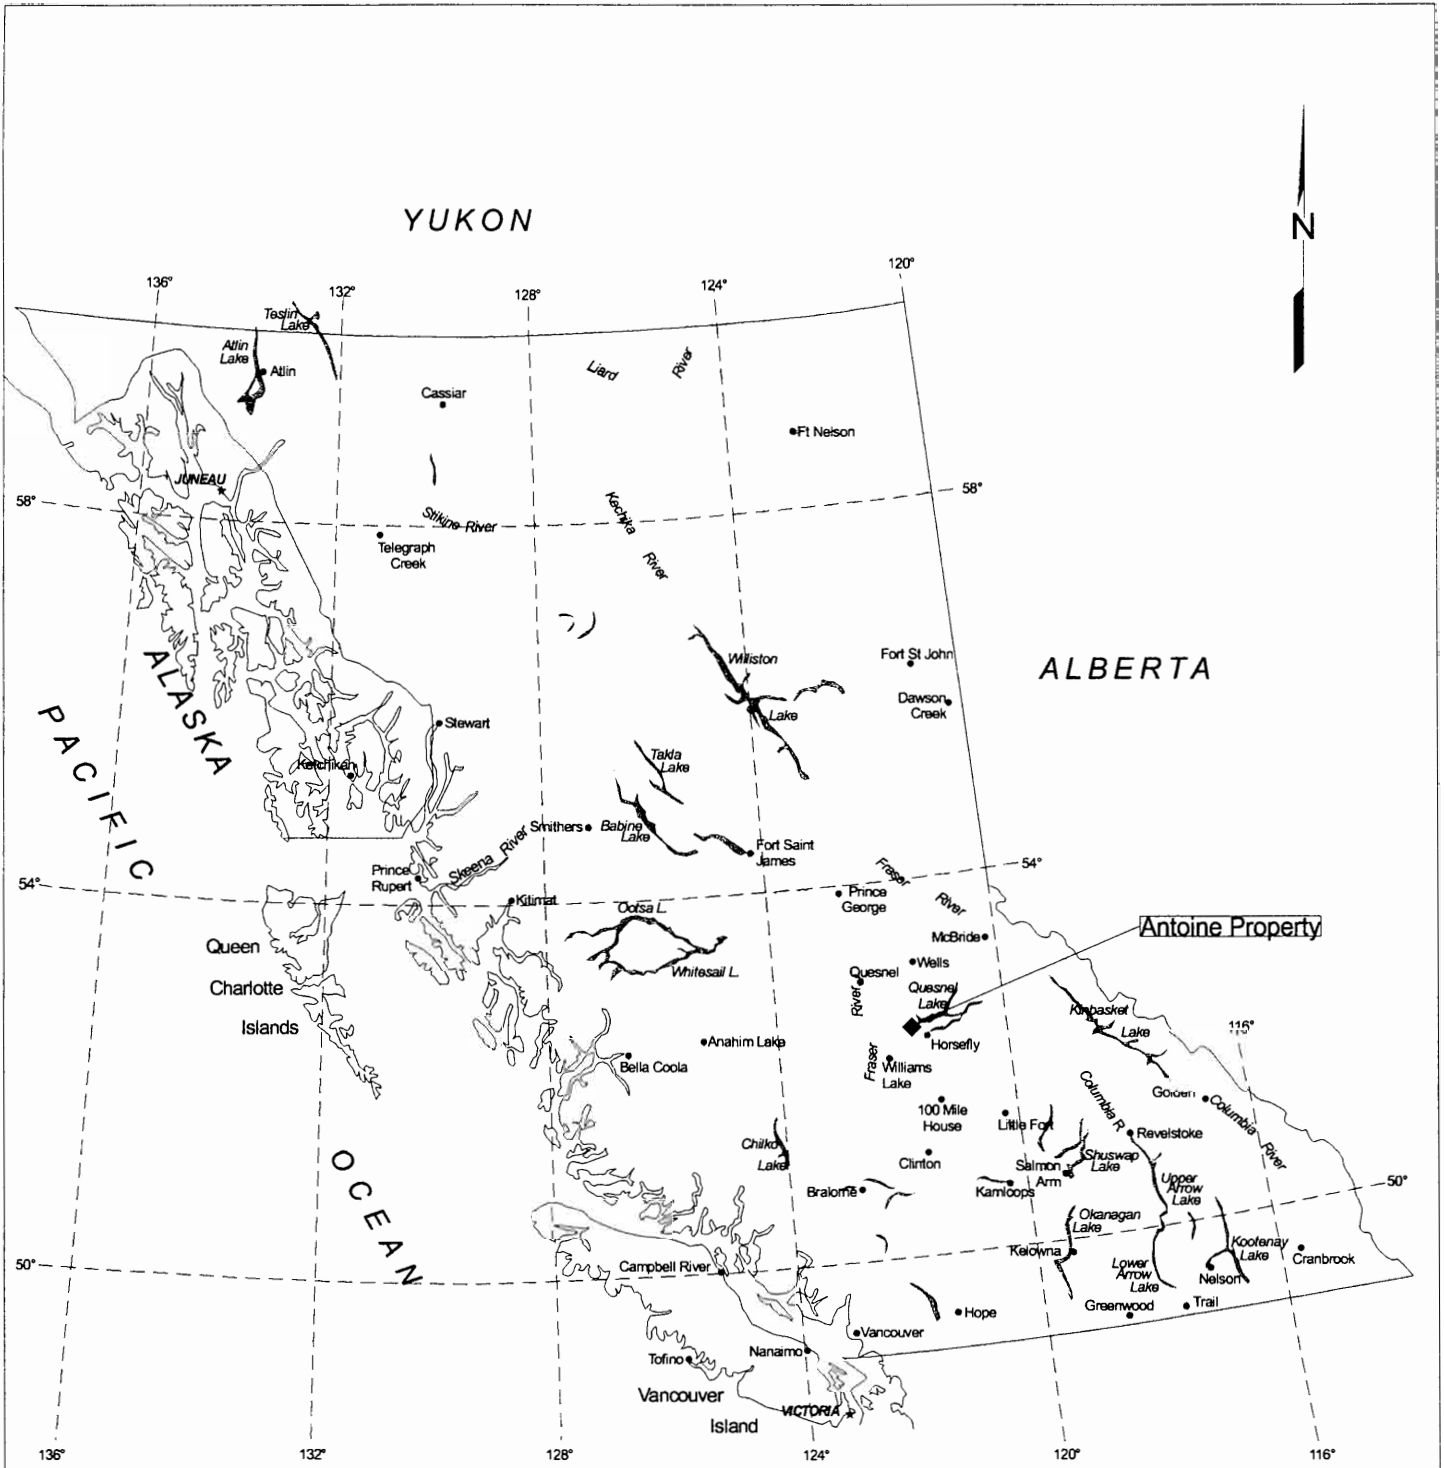 YUKON
N
136°
132°
128°
124°
120°
Teslin
Lake
Atlin
Lake
Atlin
Liard
River
Cassiar
Ft Nelson
JUNEAU
58°
58°
Stikine River
Kechika
River
Telegraph
Creek
ALASKA
ALBERTA
Williston
Lake
Fort St John
Dawson
Creek
PACIFIC
Stewart
Ketchikan
Takla
Lake
Smithers
Babine
Lake
Fort Saint
James
Skeena River
Prince
Rupert
54°
54°
Fraser
River
Prince
George
Kitimat
Ootsa L.
Whitesail L.
McBride
Antoine Property
Queen
Charlotte
Islands
Wells
Quesnel
River
Quesnel
Lake
Kinbasket
Lake
116°
Horsefly
Anahim Lake
Bella Coola
Fraser
Williams
Lake
Golden
Columbia
River
Columbia R
100 Mile
House
Little Fort
Revelstoke
Chilko
Lake
Clinton
Salmon
Arm
Shuswap
Lake
Bralorne
Kamloops
Upper
Arrow
Lake
50°
OCEAN
Okanagan
Lake
Kelowna
Kootenay
Lake
Cranbrook
50°
Campbell River
Lower
Arrow
Lake
Nelson
Hope
Greenwood
Trail
Vancouver
Nanaimo
Tofino
Vancouver
Island
VICTORIA
136°
132°
128°
124°
120°
116°